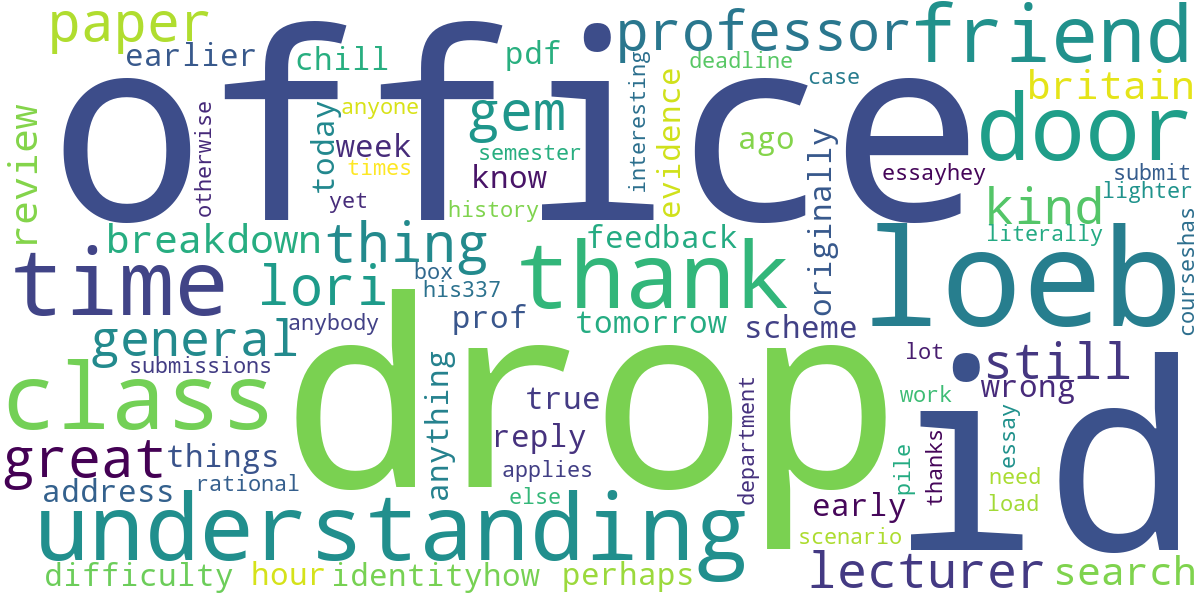 office
drop
id
loeb
thank
door
friend
understanding
class
time
professor
paper
great
lecturer
general
thing
lori
gem
kind
still
britain
search
breakdown
review
earlier
chill
pdf
deadline
case
interesting
anyone
today
week
times
otherwise
yet
semester
know
history
evidence
ago
originally
essayhey
submit
lighter
literally
courseshas
feedback
box
his337
prof
tomorrow
scheme
anybody
submissions
things
address
rational
anything
true
reply
applies
else
department
lot
wrong
work
essay
pile
thanks
need
load
early
scenario
difficulty
hour
identityhow
perhaps